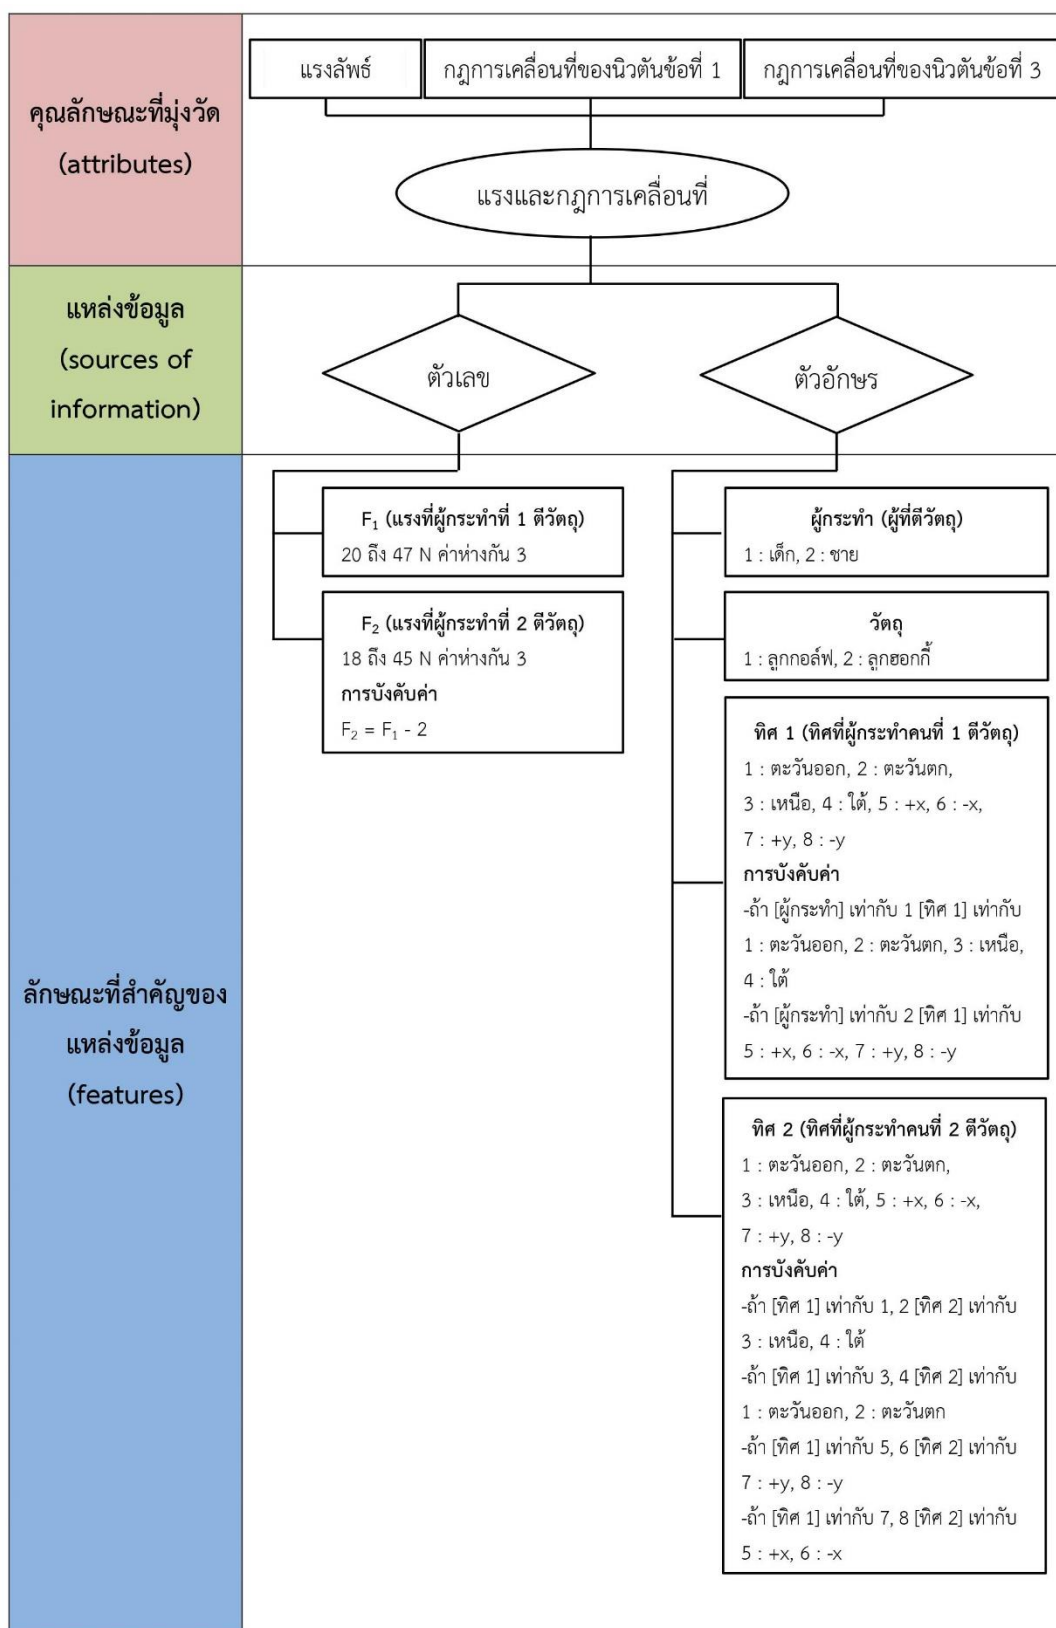 คุณลักษณะที่มุ่งวัด
(attributes)
แรงลัพธ์
กฎการเคลื่อนที่ของนิวตันข้อที่ 1
กฎการเคลื่อนที่ของนิวตันข้อที่ 3
แรงและกฎการเคลื่อนที่
แหล่งข้อมูล
(sources of
information)
ตัวเลข
ตัวอักษร
ลักษณะที่สำคัญของ
แหล่งข้อมูล
(features)
F₁ (แรงที่ผู้กระทำที่ 1 ตีวัตถุ)
20 ถึง 47 N ค่าห่างกัน 3
F₂ (แรงที่ผู้กระทำที่ 2 ตีวัตถุ)
18 ถึง 45 N ค่าห่างกัน 3
การบังคับค่า
F₂ = F₁ - 2
ผู้กระทำ (ผู้ที่ตีวัตถุ)
1 : เด็ก, 2 : ชาย
วัตถุ
1 : ลูกกอล์ฟ, 2 : ลูกฮอกกี้
ทิศ 1 (ทิศที่ผู้กระทำคนที่ 1 ตีวัตถุ)
1 : ตะวันออก, 2 : ตะวันตก,
3 : เหนือ, 4 : ใต้, 5 : +x, 6 : -x,
7 : +y, 8 : -y
การบังคับค่า
-ถ้า [ผู้กระทำ] เท่ากับ 1 [ทิศ 1] เท่ากับ
1 : ตะวันออก, 2 : ตะวันตก, 3 : เหนือ,
4 : ใต้
-ถ้า [ผู้กระทำ] เท่ากับ 2 [ทิศ 1] เท่ากับ
5 : +x, 6 : -x, 7 : +y, 8 : -y
ทิศ 2 (ทิศที่ผู้กระทำคนที่ 2 ตีวัตถุ)
1 : ตะวันออก, 2 : ตะวันตก,
3 : เหนือ, 4 : ใต้, 5 : +x, 6 : -x,
7 : +y, 8 : -y
การบังคับค่า
-ถ้า [ทิศ 1] เท่ากับ 1, 2 [ทิศ 2] เท่ากับ
3 : เหนือ, 4 : ใต้
-ถ้า [ทิศ 1] เท่ากับ 3, 4 [ทิศ 2] เท่ากับ
1 : ตะวันออก, 2 : ตะวันตก
-ถ้า [ทิศ 1] เท่ากับ 5, 6 [ทิศ 2] เท่ากับ
7 : +y, 8 : -y
-ถ้า [ทิศ 1] เท่ากับ 7, 8 [ทิศ 2] เท่ากับ
5 : +x, 6 : -x